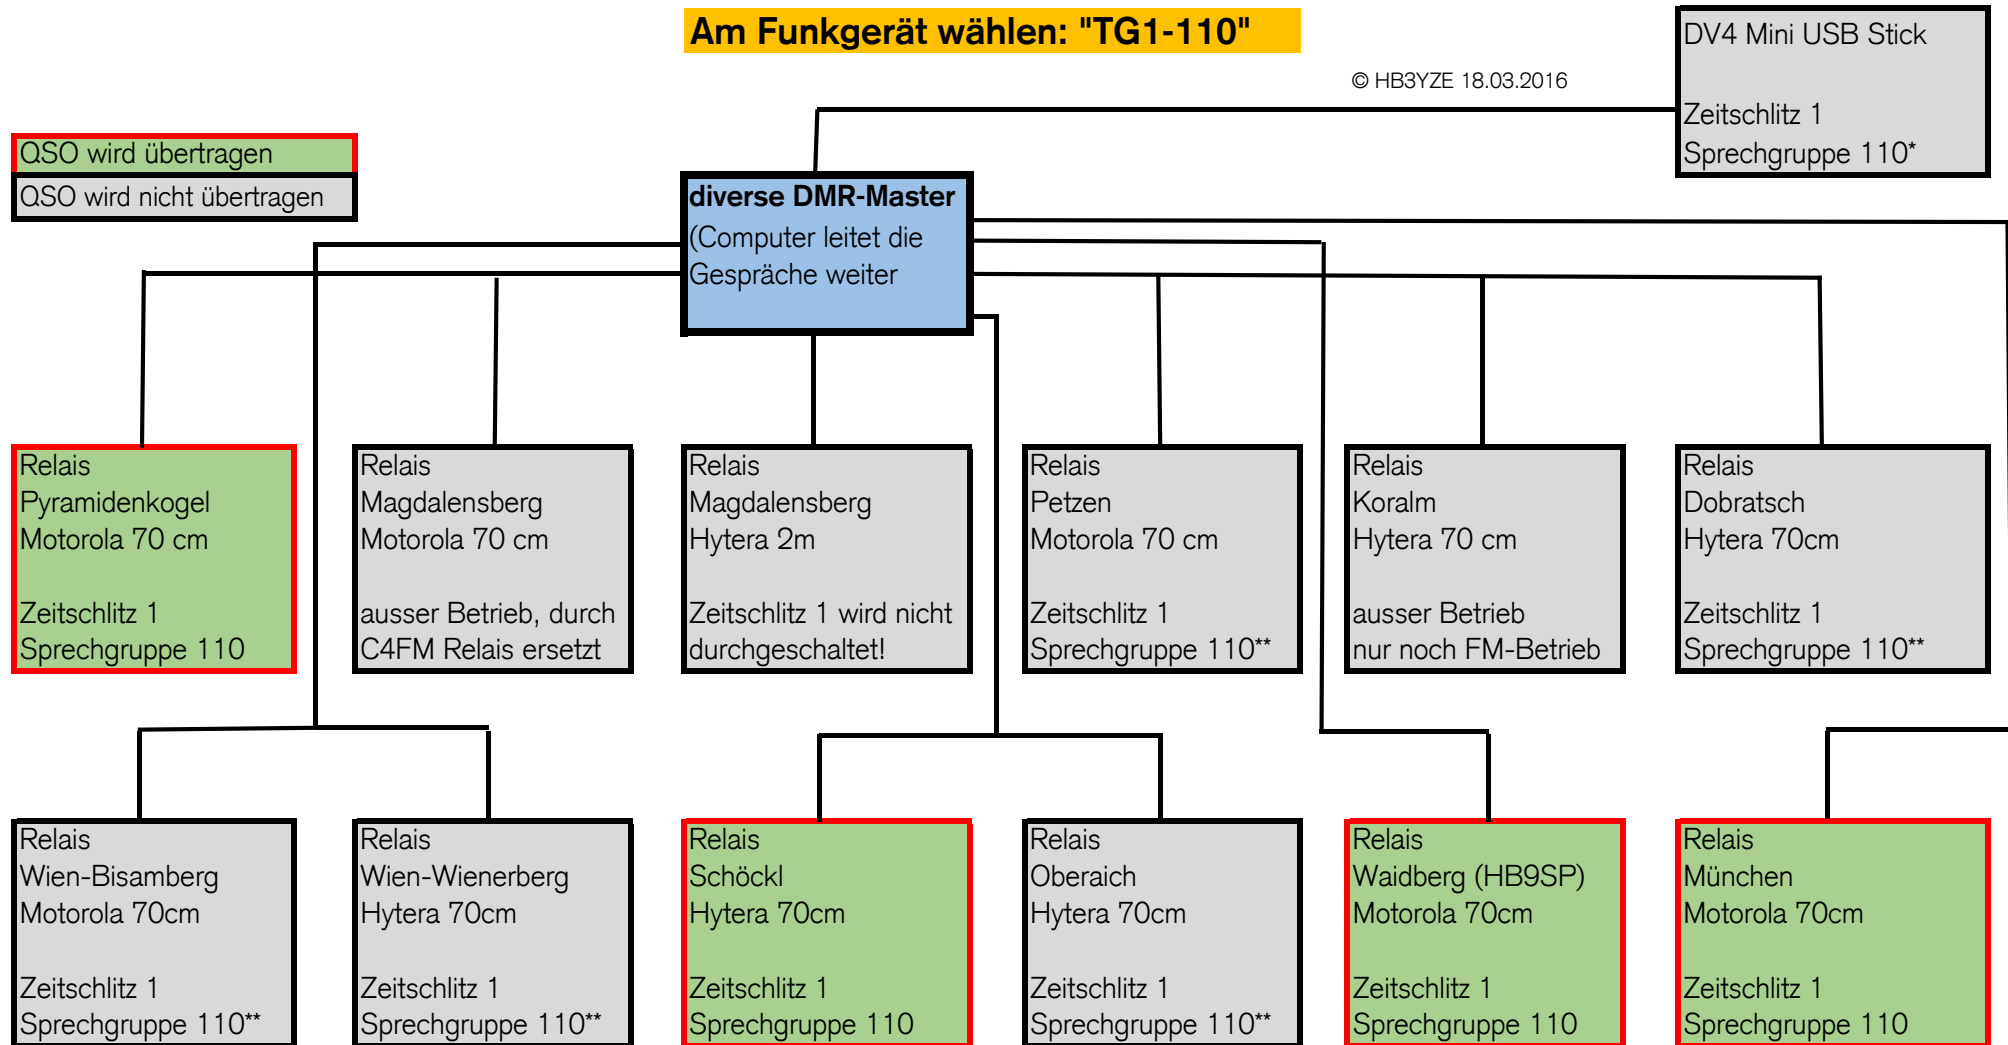 Am Funkgerät wählen: "TG1-110"
DV4 Mini USB Stick
Zeitschlitz 1
Sprechgruppe 110*
© HB3YZE 18.03.2016
QSO wird übertragen
QSO wird nicht übertragen
diverse DMR-Master
(Computer leitet die
Gespräche weiter
Relais
Pyramidenkogel
Motorola 70 cm
Zeitschlitz 1
Sprechgruppe 110
Relais
Magdalensberg
Motorola 70 cm
ausser Betrieb, durch
C4FM Relais ersetzt
Relais
Magdalensberg
Hytera 2m
Zeitschlitz 1 wird nicht
durchgeschaltet!
Relais
Petzen
Motorola 70 cm
Zeitschlitz 1
Sprechgruppe 110**
Relais
Koralm
Hytera 70 cm
ausser Betrieb
nur noch FM-Betrieb
Relais
Dobratsch
Hytera 70cm
Zeitschlitz 1
Sprechgruppe 110**
Relais
Wien-Bisamberg
Motorola 70cm
Zeitschlitz 1
Sprechgruppe 110**
Relais
Wien-Wienerberg
Hytera 70cm
Zeitschlitz 1
Sprechgruppe 110**
Relais
Schöckl
Hytera 70cm
Zeitschlitz 1
Sprechgruppe 110
Relais
Oberaich
Hytera 70cm
Zeitschlitz 1
Sprechgruppe 110**
Relais
Waidberg (HB9SP)
Motorola 70cm
Zeitschlitz 1
Sprechgruppe 110
Relais
München
Motorola 70cm
Zeitschlitz 1
Sprechgruppe 110